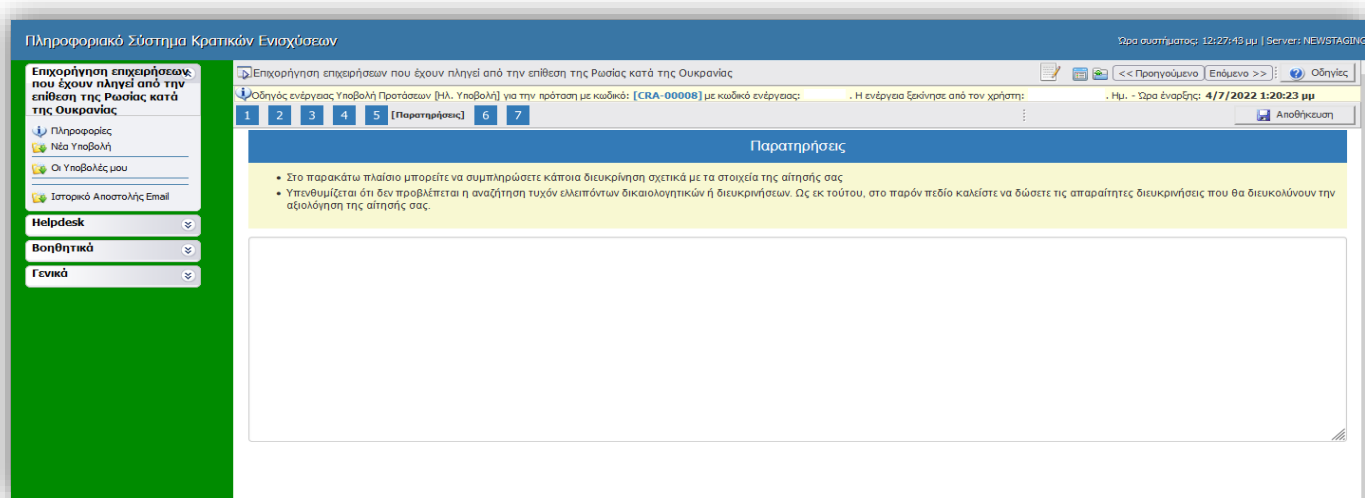 Πληροφοριακό Σύστημα Κρατικών Ενισχύσεων
Ώρα συστήματος: 12:27:43 μμ | Server: NEWSTAGING
Επιχορήγηση επιχειρήσεων
που έχουν πληγεί από την
επίθεση της Ρωσίας κατά
της Ουκρανίας
Πληροφορίες
Νέα Υποβολή
Οι Υποβολές μου
Ιστορικό Αποστολής Email
Helpdesk
Βοηθητικά
Γενικά
Επιχορήγηση επιχειρήσεων που έχουν πληγεί από την επίθεση της Ρωσίας κατά της Ουκρανίας
<< Προηγούμενο Επόμενο >> Οδηγίες
Οδηγός ενέργειας Υποβολή Προτάσεων [Ηλ. Υποβολή] για την πρόταση με κωδικό: [CRA-00008] με κωδικό ενέργειας: . Η ενέργεια ξεκίνησε από τον χρήστη: . Ημ. - Ώρα έναρξης: 4/7/2022 1:20:23 μμ
1 2 3 4 5 [Παρατηρήσεις] 6 7 Αποθήκευση
Παρατηρήσεις
• Στο παρακάτω πλαίσιο μπορείτε να συμπληρώσετε κάποια διευκρίνηση σχετικά με τα στοιχεία της αίτησής σας
• Υπενθυμίζεται ότι δεν προβλέπεται η αναζήτηση τυχόν ελλειπόντων δικαιολογητικών ή διευκρινήσεων. Ως εκ τούτου, στο παρόν πεδίο καλείστε να δώσετε τις απαραίτητες διευκρινήσεις που θα διευκολύνουν την
αξιολόγηση της αίτησής σας.